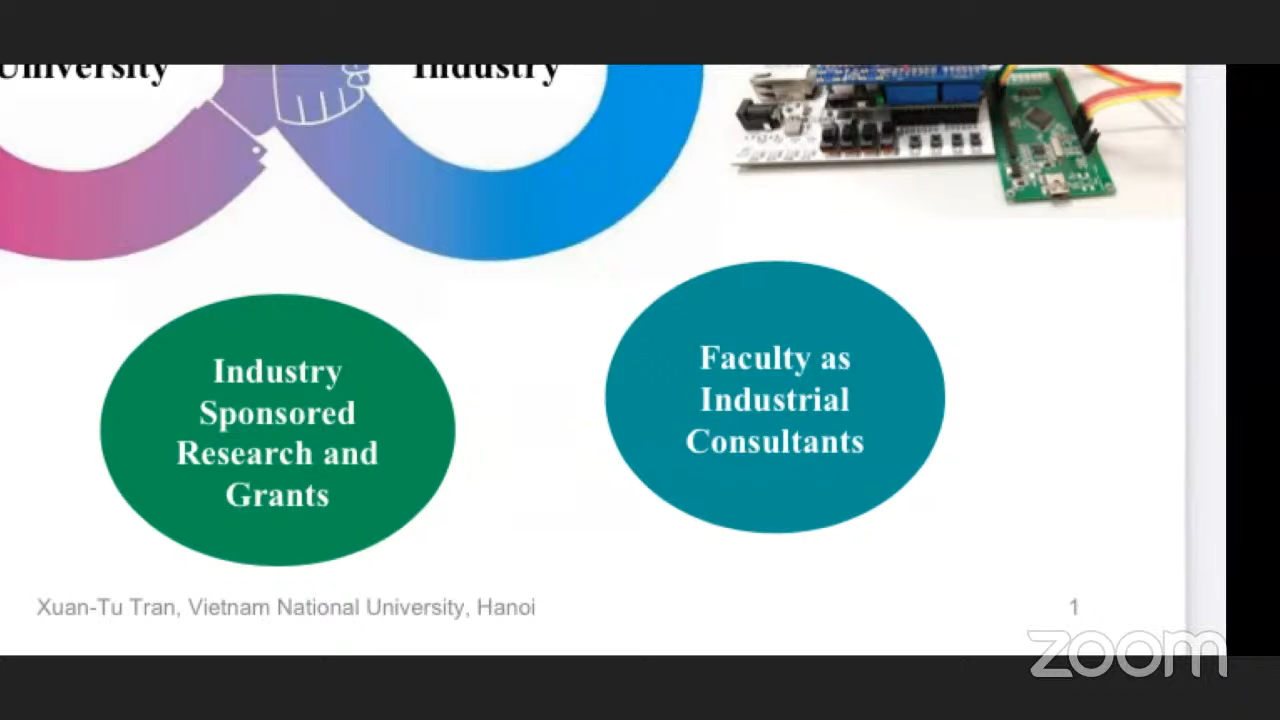 University
Industry
Industry
Sponsored
Research and
Grants
Faculty as
Industrial
Consultants
Xuan-Tu Tran, Vietnam National University, Hanoi
1
zoom